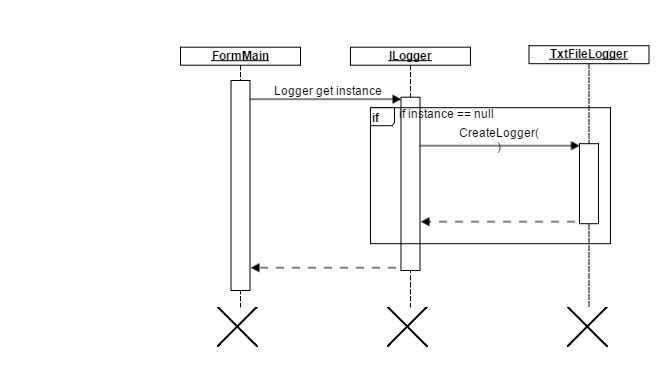 FormMain
ILogger
TxtFileLogger
Logger get instance
if
if instance == null
CreateLogger(
)